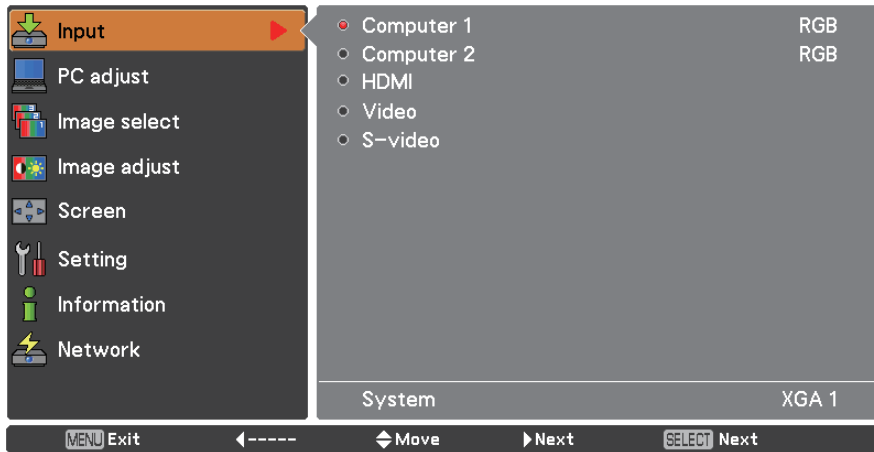 Input
PC adjust
Image select
Image adjust
Screen
Setting
Information
Network
Computer 1 RGB
Computer 2 RGB
HDMI
Video
S-video
System XGA 1
MENU Exit ----- Move Next SELECT Next